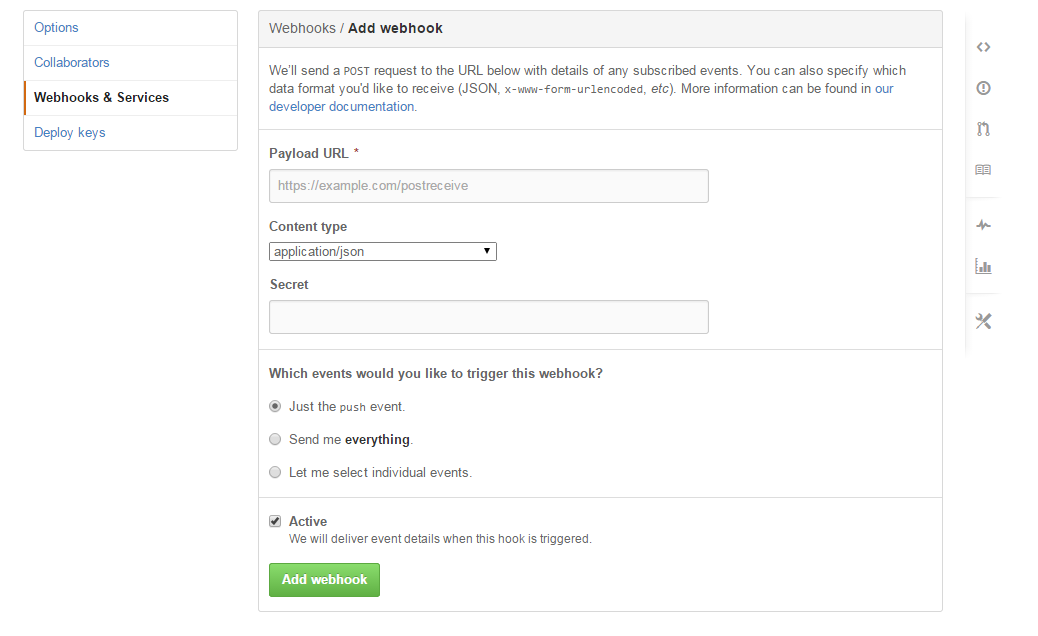 Options
Collaborators
Webhooks & Services
Deploy keys
Webhooks / Add webhook
We'll send a POST request to the URL below with details of any subscribed events. You can also specify which
data format you'd like to receive (JSON, x-www-form-urlencoded, etc). More information can be found in our
developer documentation.
Payload URL *
https://example.com/postreceive
Content type
application/json
Secret
Which events would you like to trigger this webhook?
Just the push event.
Send me everything.
Let me select individual events.
Active
We will deliver event details when this hook is triggered.
Add webhook